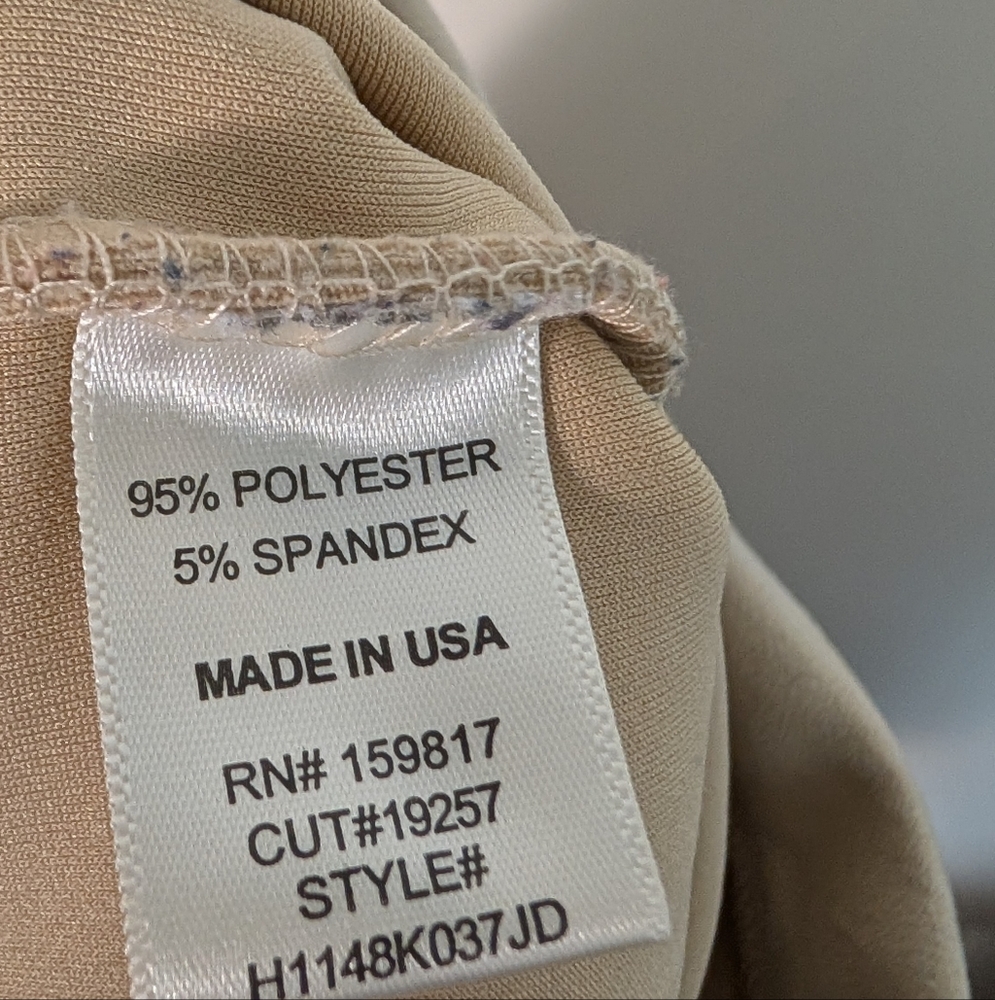 95% POLYESTER
5% SPANDEX
MADE IN USA
RN# 159817
CUT#19257
STYLE#
H1148K037JD